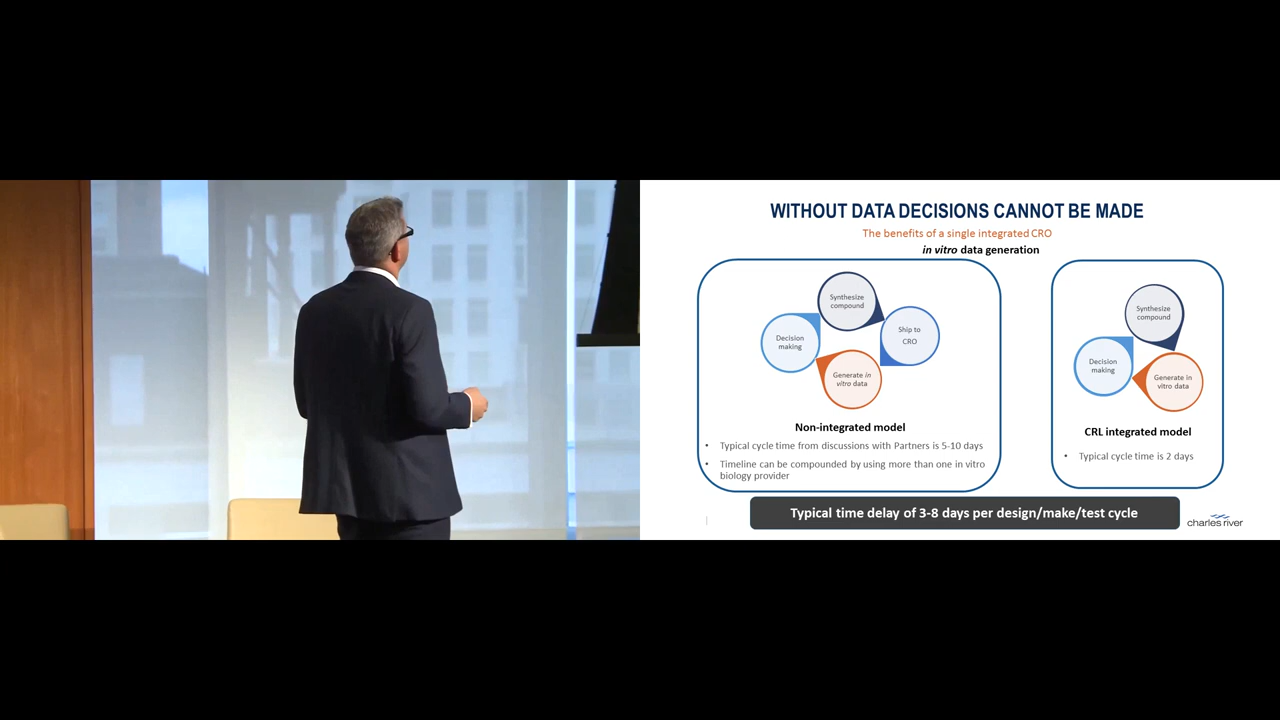 WITHOUT DATA DECISIONS CANNOT BE MADE
The benefits of a single integrated CRO
in vitro data generation
Synthesize
compound
Ship to
CRO
Decision
making
Generate in
vitro data
Non-integrated model
• Typical cycle time from discussions with Partners is 5-10 days
• Timeline can be compounded by using more than one in vitro
biology provider
Synthesize
compound
Decision
making
Generate in
vitro data
CRL integrated model
• Typical cycle time is 2 days
Typical time delay of 3-8 days per design/make/test cycle
charles river